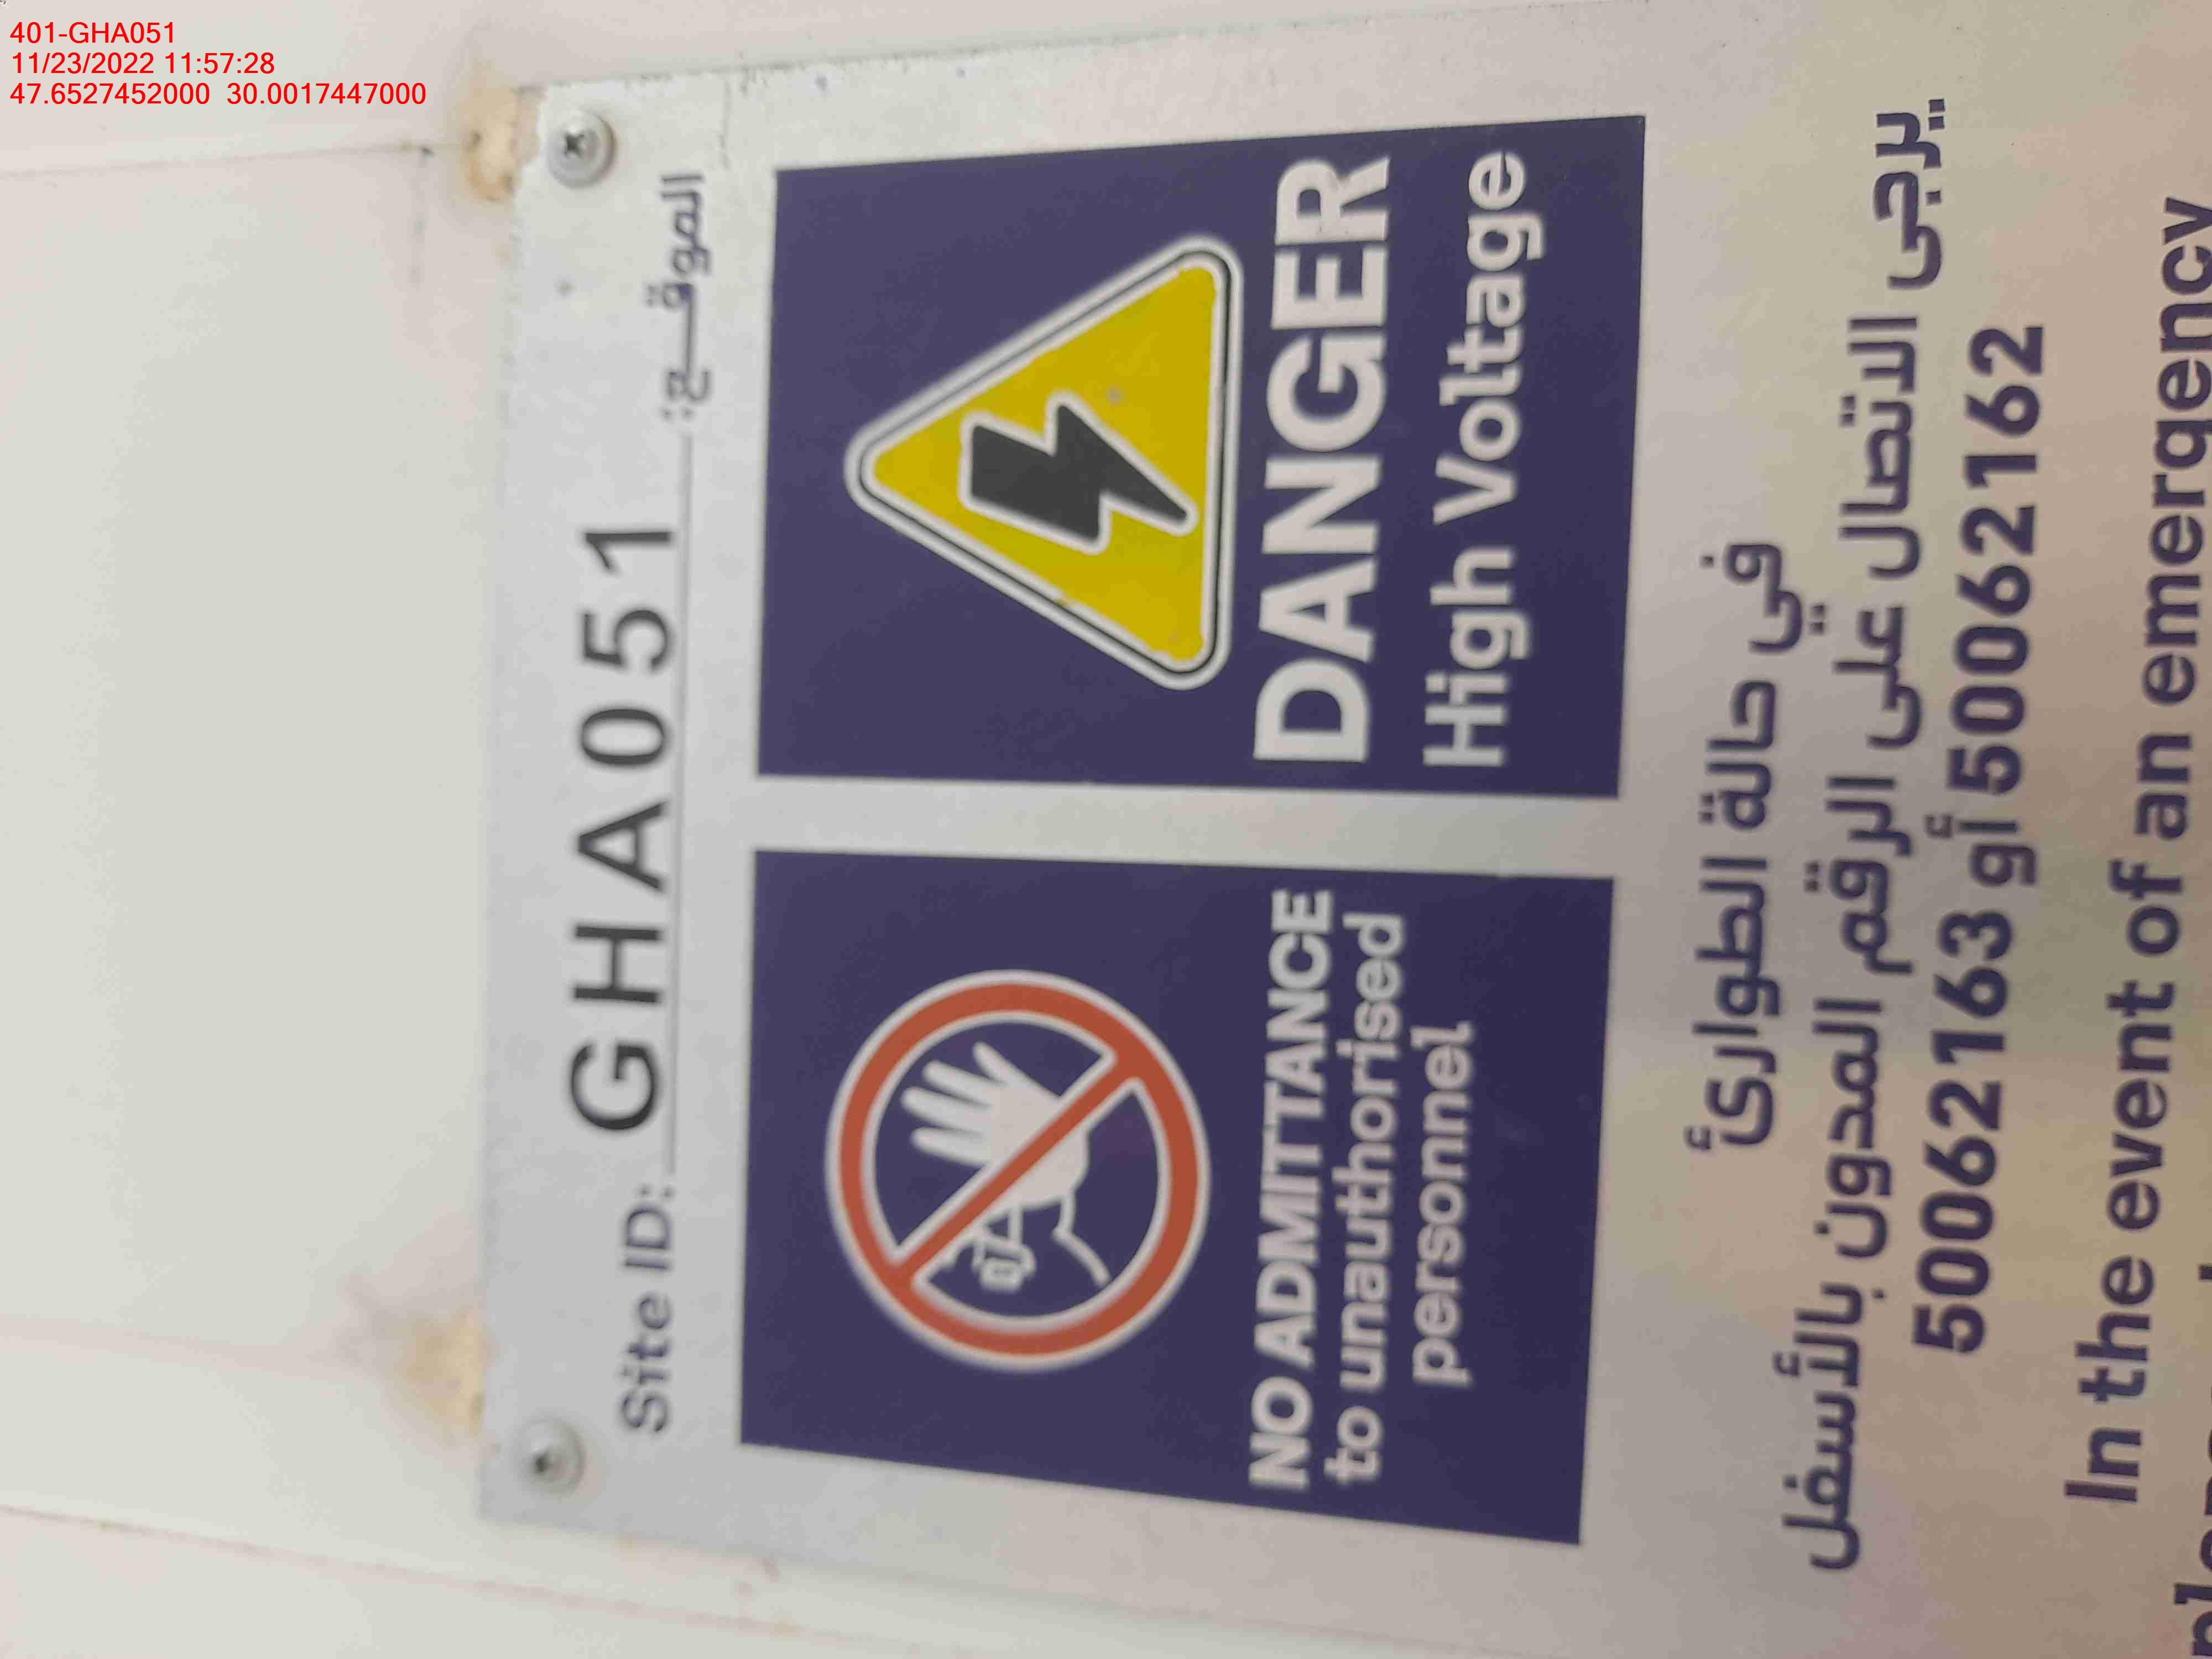 401-GHA051
11/23/2022 11:57:28
47.6527452000 30.0017447000
Site ID: GHA051 الموقـــع:
NO ADMITTANCE
to unauthorised
personnel
DANGER
High Voltage
في حالة الطوارئ
يرجى الاتصال على الرقم المدون بالأسفل
50062163 أو 50062162
In the event of an emergency